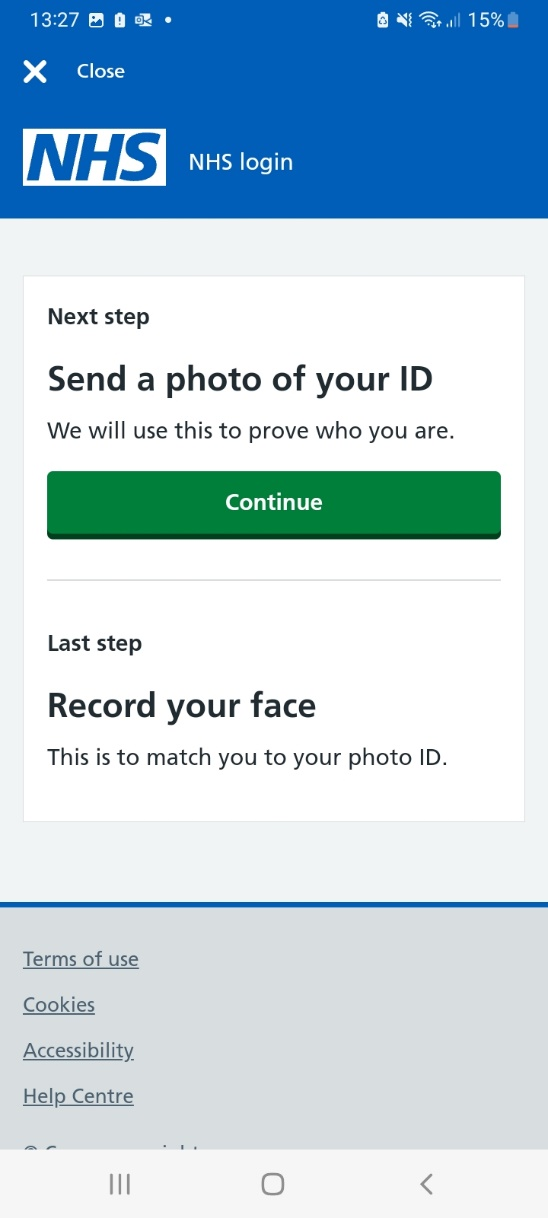 13:27 15%
Close
NHS NHS login
Next step
Send a photo of your ID
We will use this to prove who you are.
Continue
Last step
Record your face
This is to match you to your photo ID.
Terms of use
Cookies
Accessibility
Help Centre